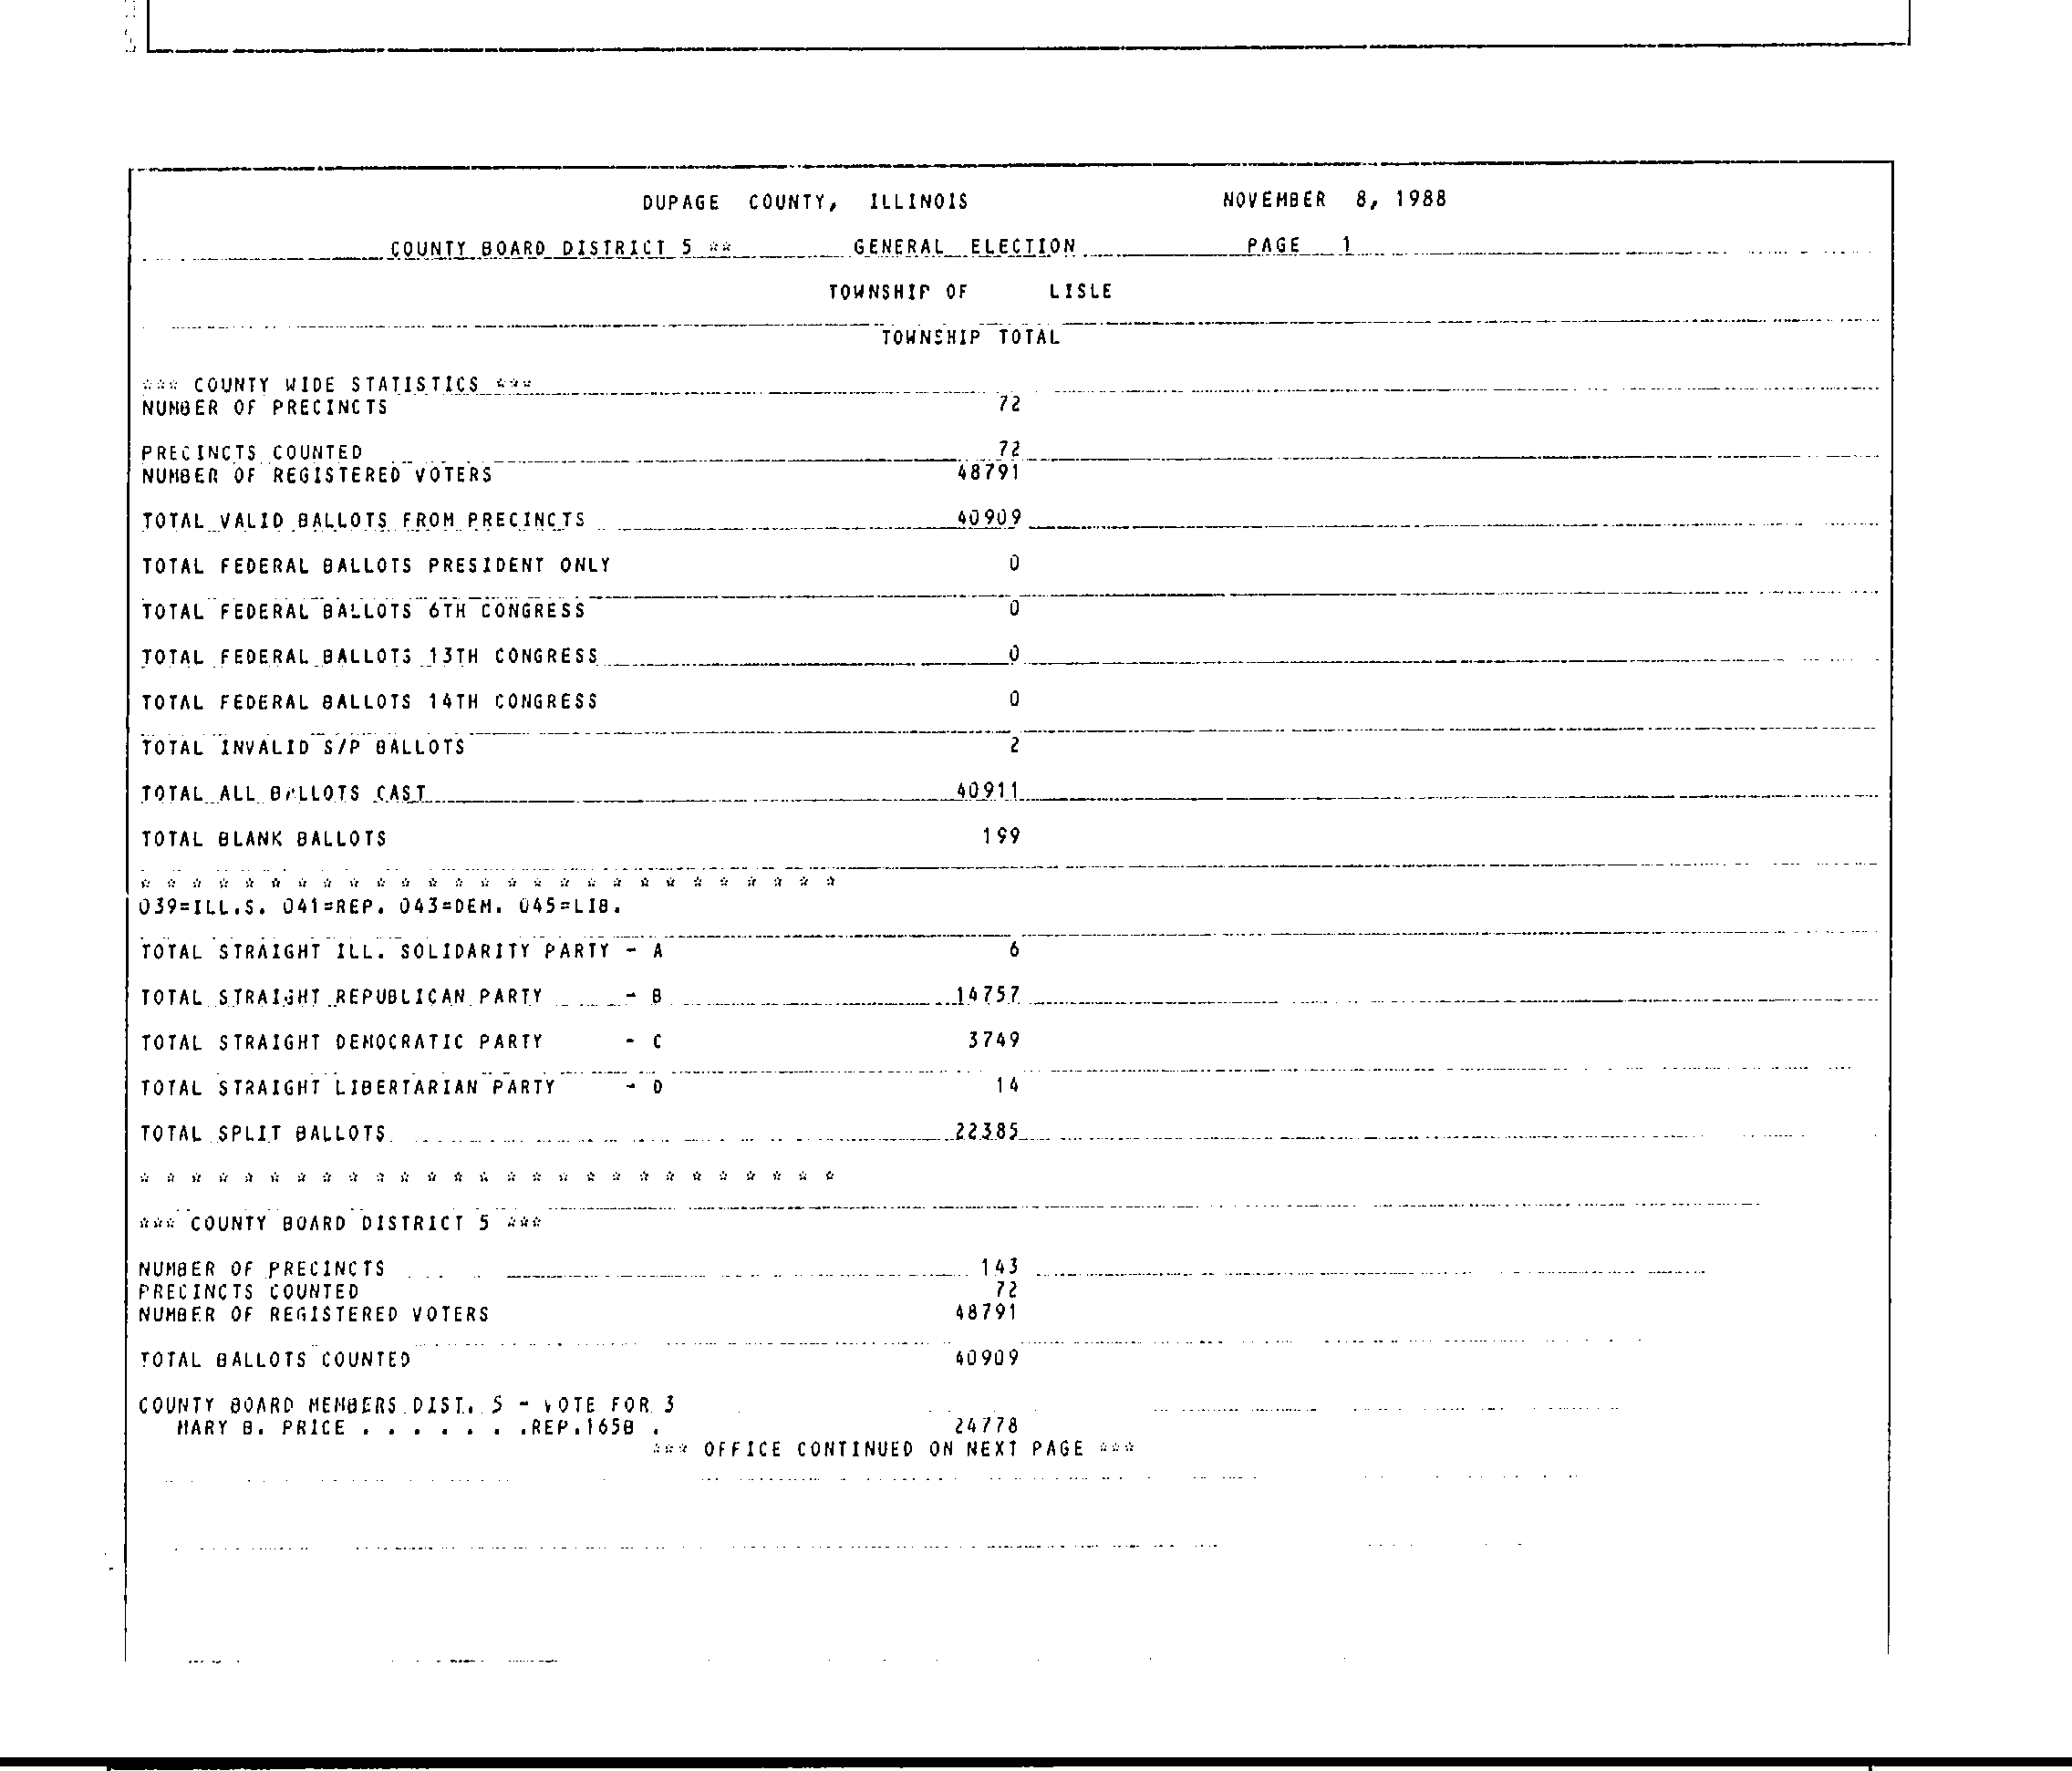 DUPAGE COUNTY, ILLINOIS NOVEMBER 8, 1988
COUNTY BOARD DISTRICT 5 ** GENERAL ELECTION PAGE 1
TOWNSHIP OF LISLE
TOWNSHIP TOTAL
*** COUNTY WIDE STATISTICS ***
NUMBER OF PRECINCTS 72
PRECINCTS COUNTED 72
NUMBER OF REGISTERED VOTERS 48791
TOTAL VALID BALLOTS FROM PRECINCTS 40909
TOTAL FEDERAL BALLOTS PRESIDENT ONLY 0
TOTAL FEDERAL BALLOTS 6TH CONGRESS 0
TOTAL FEDERAL BALLOTS 13TH CONGRESS 0
TOTAL FEDERAL BALLOTS 14TH CONGRESS 0
TOTAL INVALID S/P BALLOTS 2
TOTAL ALL BALLOTS CAST 40911
TOTAL BLANK BALLOTS 199
* * * * * * * * * * * * * * * * * * * * * * * * * * *
039=ILL.S. 041=REP. 043=DEM. 045=LIB.
TOTAL STRAIGHT ILL. SOLIDARITY PARTY - A 6
TOTAL STRAIGHT REPUBLICAN PARTY - B 14757
TOTAL STRAIGHT DEMOCRATIC PARTY - C 3749
TOTAL STRAIGHT LIBERTARIAN PARTY - D 14
TOTAL SPLIT BALLOTS 22385
* * * * * * * * * * * * * * * * * * * * * * * * * * *
*** COUNTY BOARD DISTRICT 5 ***
NUMBER OF PRECINCTS 143
PRECINCTS COUNTED 72
NUMBER OF REGISTERED VOTERS 48791
TOTAL BALLOTS COUNTED 40909
COUNTY BOARD MEMBERS DIST. 5 - VOTE FOR 3
MARY B. PRICE . . . . . . .REP.165B . 24778
*** OFFICE CONTINUED ON NEXT PAGE ***